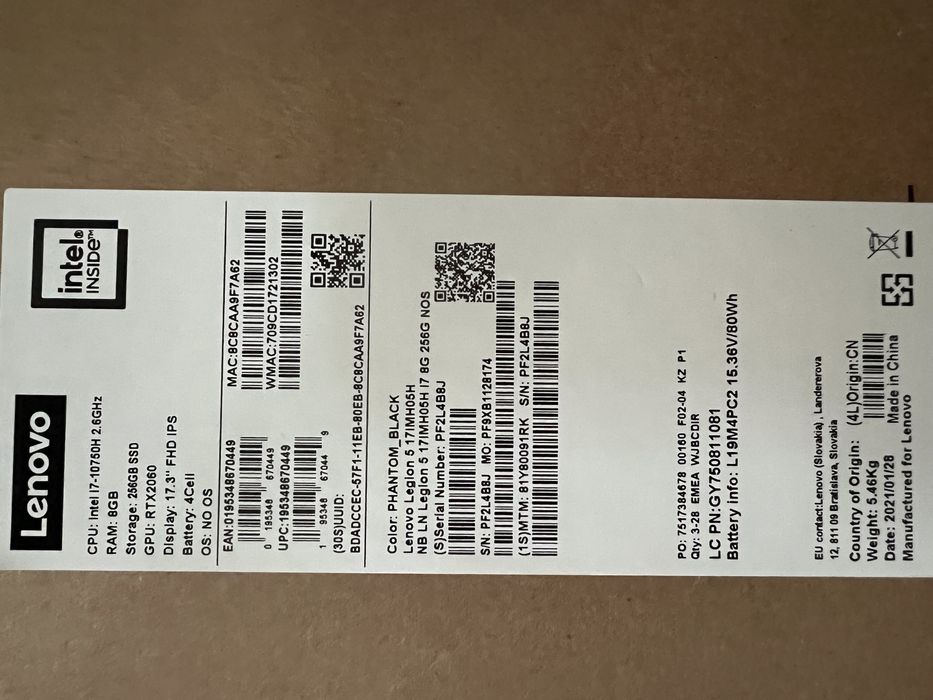 Lenovo
intel®
INSIDE™
CPU: Intel I7-10750H 2.6GHz
RAM: 8GB
Storage: 256GB SSD
GPU: RTX2060
Display: 17.3" FHD IPS
Battery: 4Cell
OS: NO OS
EAN:0195348670449
0 195348 670449
UPC:195348670449
1 95348 67044 9
MAC:8C8CAA9F7A62
WMAC:709CD1721302
(30S)UUID:
BDADCCEC-57F1-11EB-80EB-8C8CAA9F7A62
Color: PHANTOM_BLACK
Lenovo Legion 5 17IMH05H
NB LN Legion 5 17IMH05H I7 8G 256G NOS
(S)Serial Number: PF2L4B8J
S/N: PF2L4B8J MO: PF9XB1128174
(1S)MTM: 81YY80091RK S/N: PF2L4B8J
PO: 7517384678 00160 F02-04 KZ P1
Qty: 3-28 EMEA WJBCDIR
LC PN:GY750811081
Battery Info: L19M4PC2 15.36V/80Wh
EU contact:Lenovo (Slovakia) , Landererova
12, 811 09 Bratislava, Slovakia
Country of Origin: (4L)Origin:CN
Weight: 5.46Kg
Date: 2021/01/28 Made in China
Manufactured for Lenovo